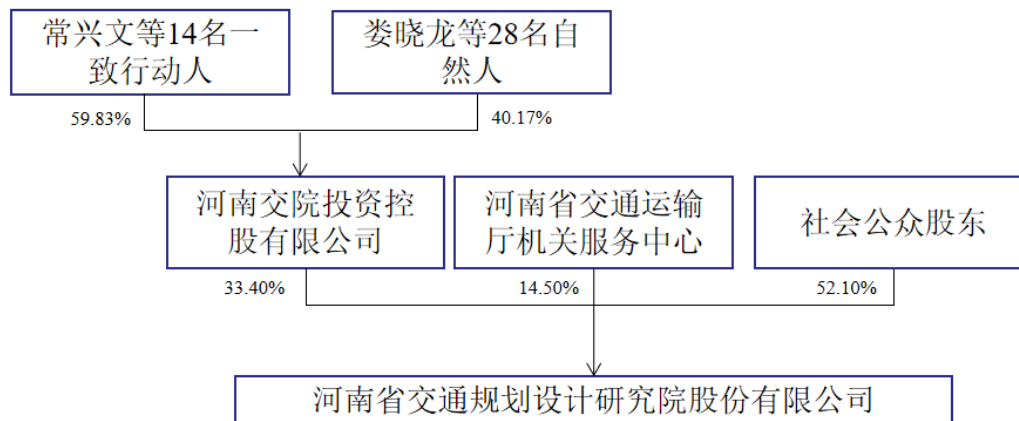 常兴文等14名一
致行动人
娄晓龙等28名自
然人
59.83%
40.17%
河南交院投资控
股有限公司
河南省交通运输
厅机关服务中心
社会公众股东
33.40%
14.50%
52.10%
河南省交通规划设计研究院股份有限公司